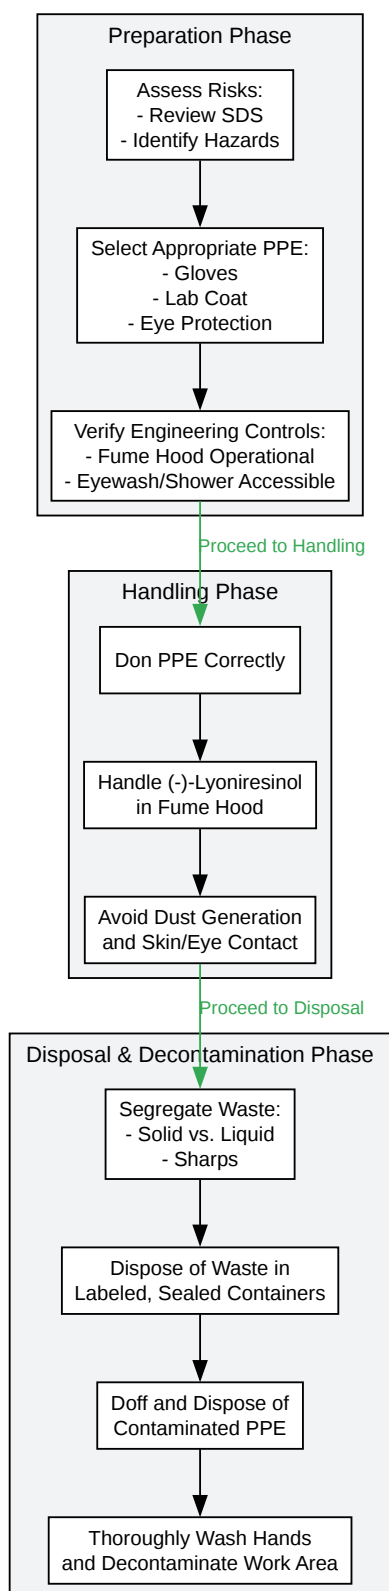 Preparation Phase
Assess Risks:
- Review SDS
- Identify Hazards
Select Appropriate PPE:
- Gloves
- Lab Coat
- Eye Protection
Verify Engineering Controls:
- Fume Hood Operational
- Eyewash/Shower Accessible
Proceed to Handling
Handling Phase
Don PPE Correctly
Handle (-)-Lyoniresinol
in Fume Hood
Avoid Dust Generation
and Skin/Eye Contact
Proceed to Disposal
Disposal & Decontamination Phase
Segregate Waste:
- Solid vs. Liquid
- Sharps
Dispose of Waste in
Labeled, Sealed Containers
Doff and Dispose of
Contaminated PPE
Thoroughly Wash Hands
and Decontaminate Work Area